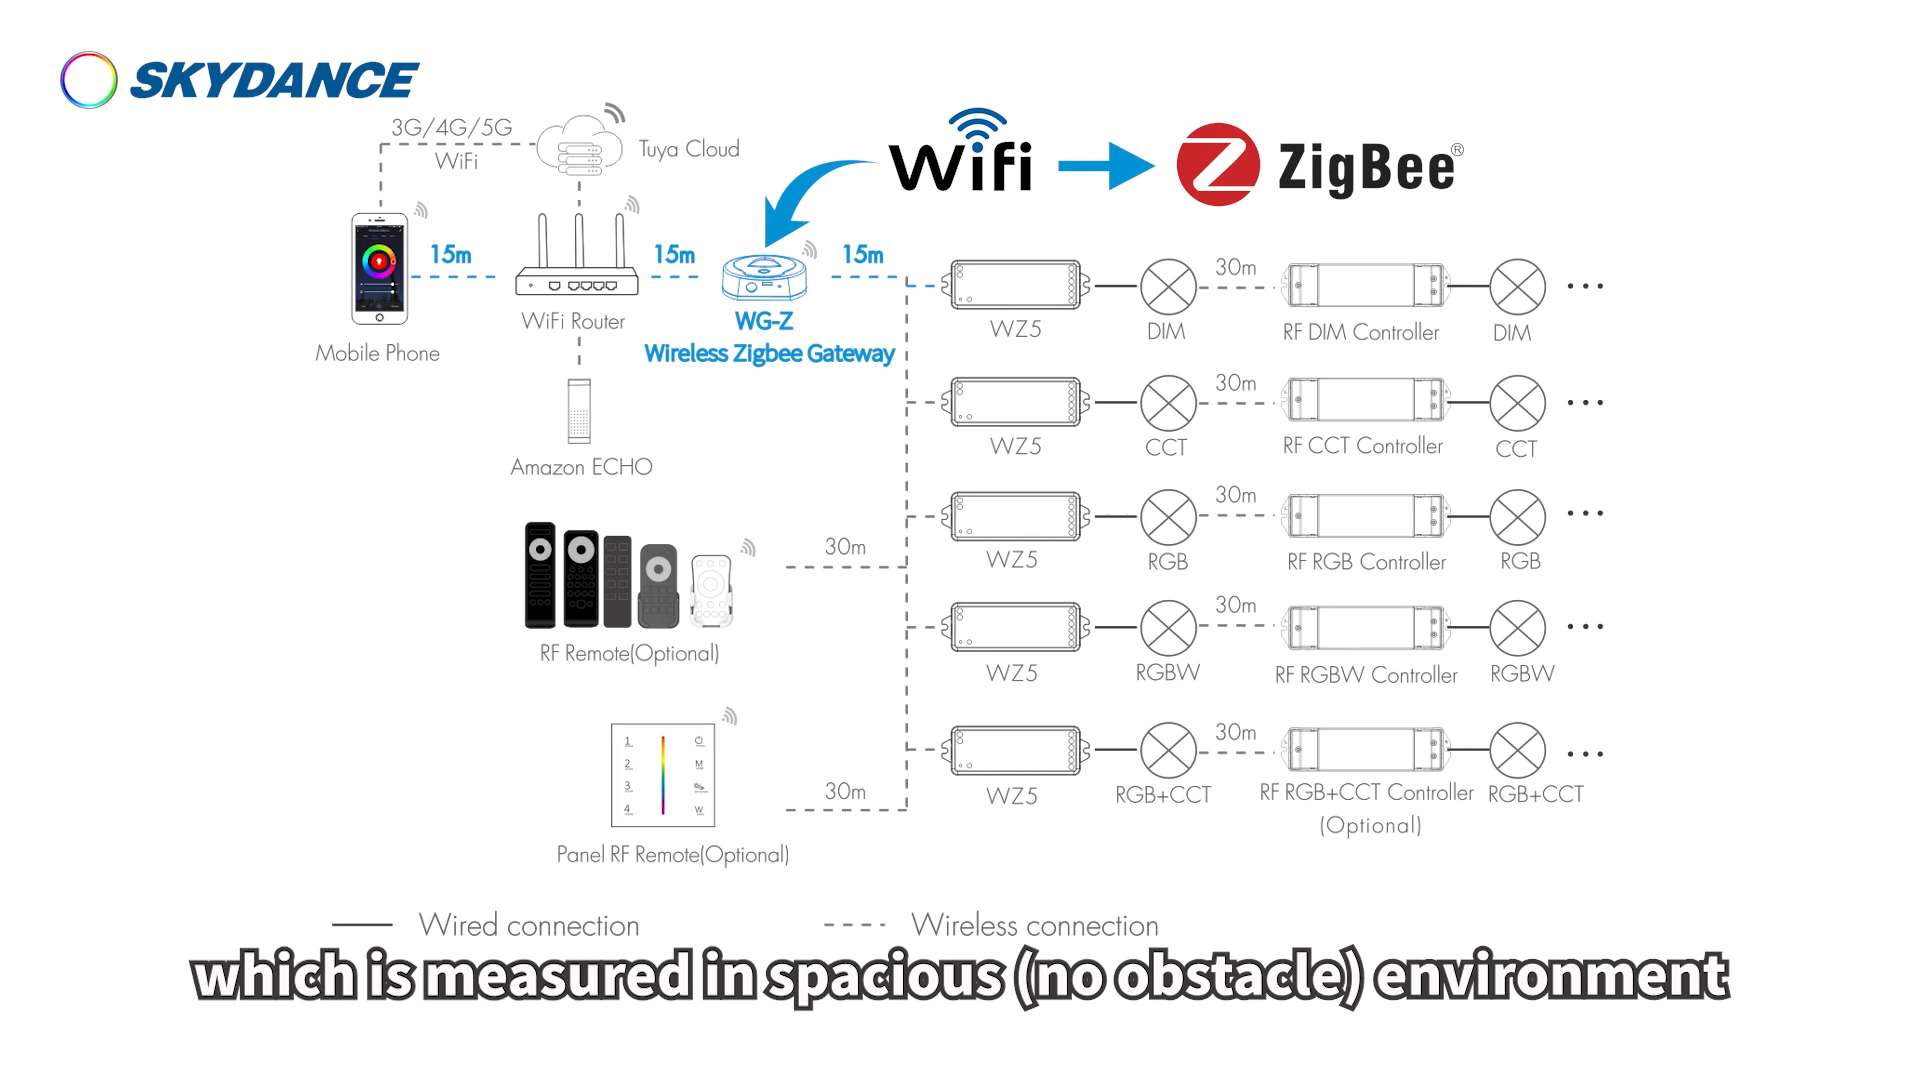 SKYDANCE
3G/4G/5G
WiFi
Tuya Cloud
Wifi
ZigBee®
15m
15m
15m
Mobile Phone
WiFi Router
WG-Z
Wireless Zigbee Gateway
Amazon ECHO
WZ5
DIM
30m
RF DIM Controller
DIM
...
WZ5
CCT
30m
RF CCT Controller
CCT
...
WZ5
RGB
30m
RF RGB Controller
RGB
...
WZ5
RGBW
30m
RF RGBW Controller
RGBW
...
WZ5
RGB+CCT
30m
RF RGB+CCT Controller
(Optional)
RGB+CCT
...
30m
RF Remote(Optional)
1
2
3
4
M
W
30m
Panel RF Remote(Optional)
Wired connection
Wireless connection
which is measured in spacious (no obstacle) environment